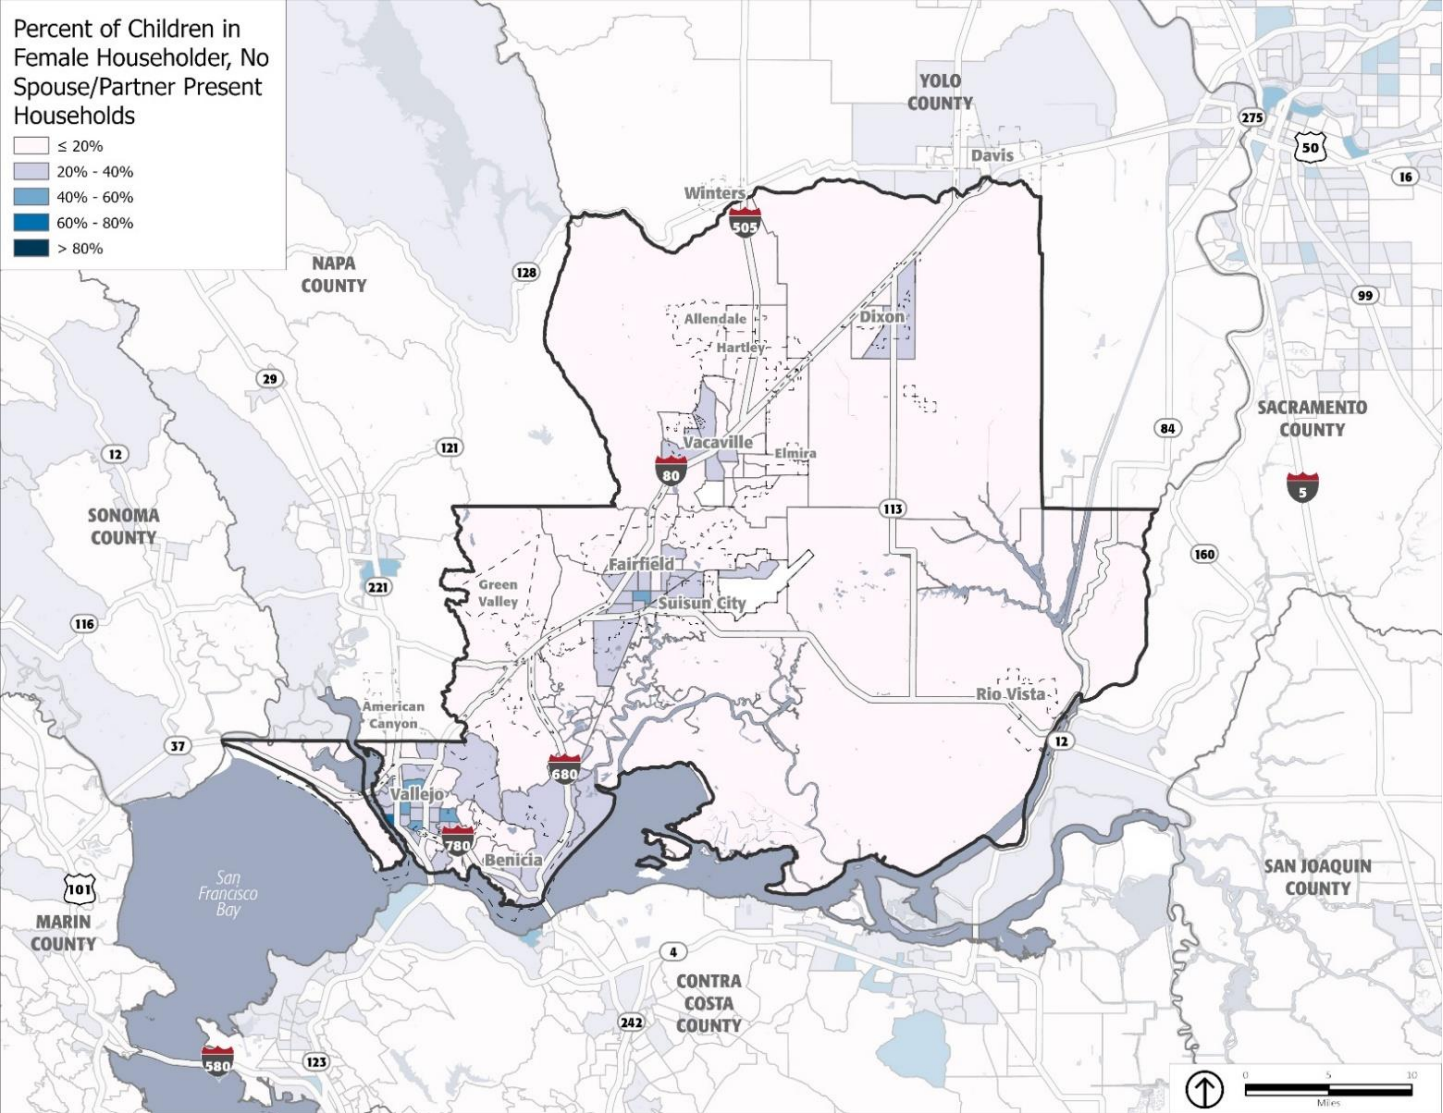 Percent of Children in
Female Householder, No
Spouse/Partner Present
Households
≤ 20%
20% - 40%
40% - 60%
60% - 80%
> 80%
YOLO
COUNTY
275
50
Davis
16
Winters
505
NAPA
COUNTY
128
99
Allendale
Dixon
Hartley
29
SACRAMENTO
COUNTY
84
121
Vacaville
12
Elmira
80
5
113
SONOMA
COUNTY
160
Fairfield
221
Green
Valley
Suisun City
116
Rio Vista
American
Canyon
37
12
680
Vallejo
780
Benicia
San
Francisco
Bay
101
SAN JOAQUIN
COUNTY
MARIN
COUNTY
4
CONTRA
COSTA
COUNTY
242
580
123
0 5 10
Miles